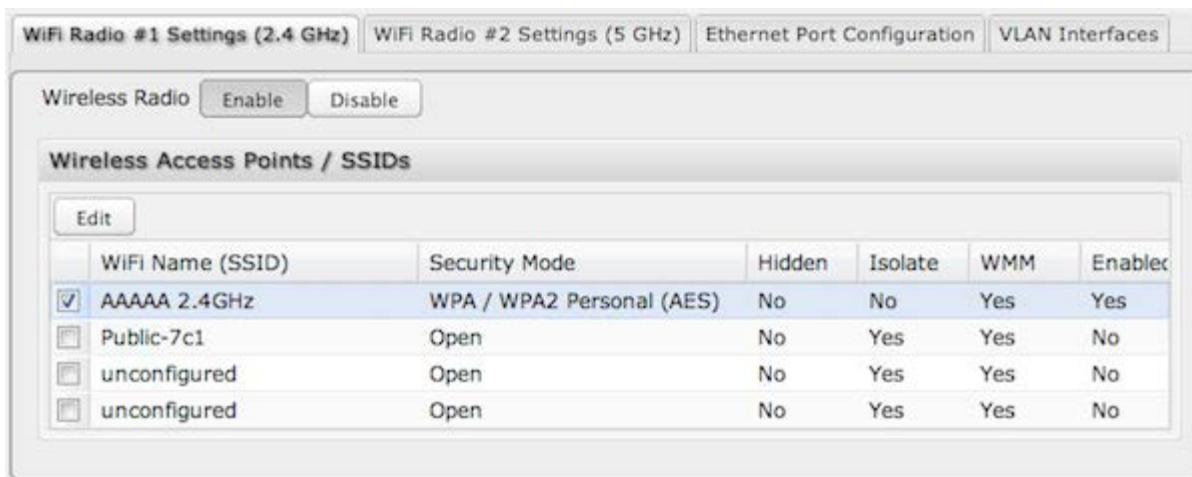 WiFi Radio #1 Settings (2.4 GHz) WiFi Radio #2 Settings (5 GHz) Ethernet Port Configuration VLAN Interfaces
Wireless Radio Enable Disable
Wireless Access Points / SSIDs
Edit
WiFi Name (SSID) Security Mode Hidden Isolate WMM Enabled
AAAAA 2.4GHz WPA / WPA2 Personal (AES) No No Yes Yes
Public-7c1 Open No Yes Yes No
unconfigured Open No Yes Yes No
unconfigured Open No Yes Yes No